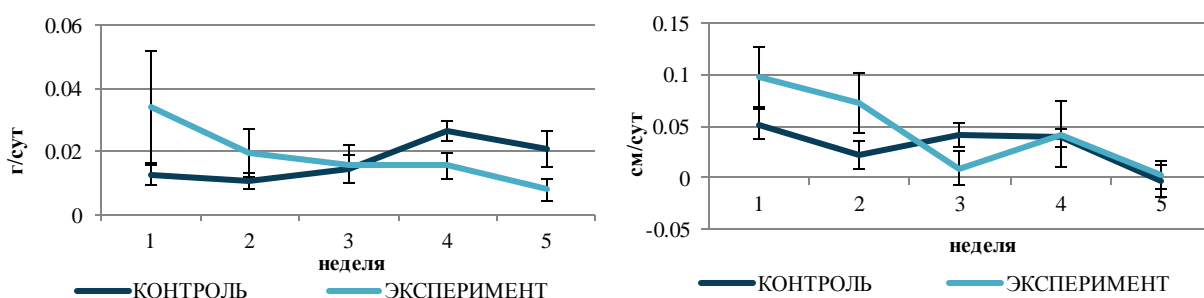 0.06
0.04
0.02
0
г/сут
1 2 3 4 5
неделя
КОНТРОЛЬ ЭКСПЕРИМЕНТ
0.15
0.1
0.05
0
-0.05
см/сут
1 2 3 4 5
неделя
КОНТРОЛЬ ЭКСПЕРИМЕНТ